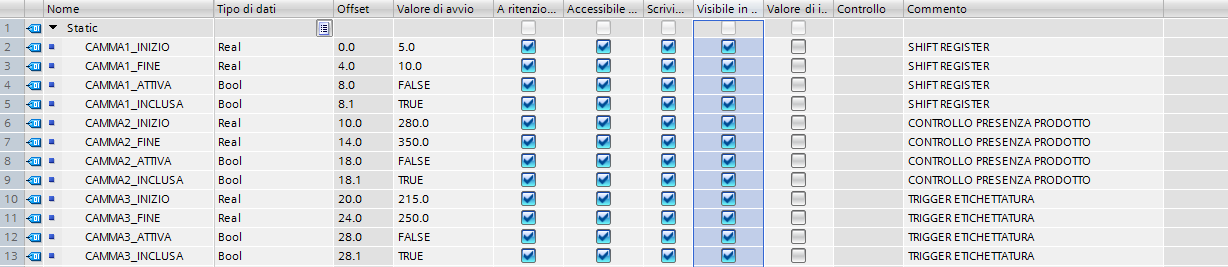 Nome Tipo di dati Offset Valore di avvio A ritenzio... Accessibile ... Scrivi... Visibile in ... Valore di i... Controllo Commento
1 Static
2 CAMMA1_INIZIO Real 0.0 5.0 SHIFT REGISTER
3 CAMMA1_FINE Real 4.0 10.0 SHIFT REGISTER
4 CAMMA1_ATTIVA Bool 8.0 FALSE SHIFT REGISTER
5 CAMMA1_INCLUSA Bool 8.1 TRUE SHIFT REGISTER
6 CAMMA2_INIZIO Real 10.0 280.0 CONTROLLO PRESENZA PRODOTTO
7 CAMMA2_FINE Real 14.0 350.0 CONTROLLO PRESENZA PRODOTTO
8 CAMMA2_ATTIVA Bool 18.0 FALSE CONTROLLO PRESENZA PRODOTTO
9 CAMMA2_INCLUSA Bool 18.1 TRUE CONTROLLO PRESENZA PRODOTTO
10 CAMMA3_INIZIO Real 20.0 215.0 TRIGGER ETICHETTATURA
11 CAMMA3_FINE Real 24.0 250.0 TRIGGER ETICHETTATURA
12 CAMMA3_ATTIVA Bool 28.0 FALSE TRIGGER ETICHETTATURA
13 CAMMA3_INCLUSA Bool 28.1 TRUE TRIGGER ETICHETTATURA